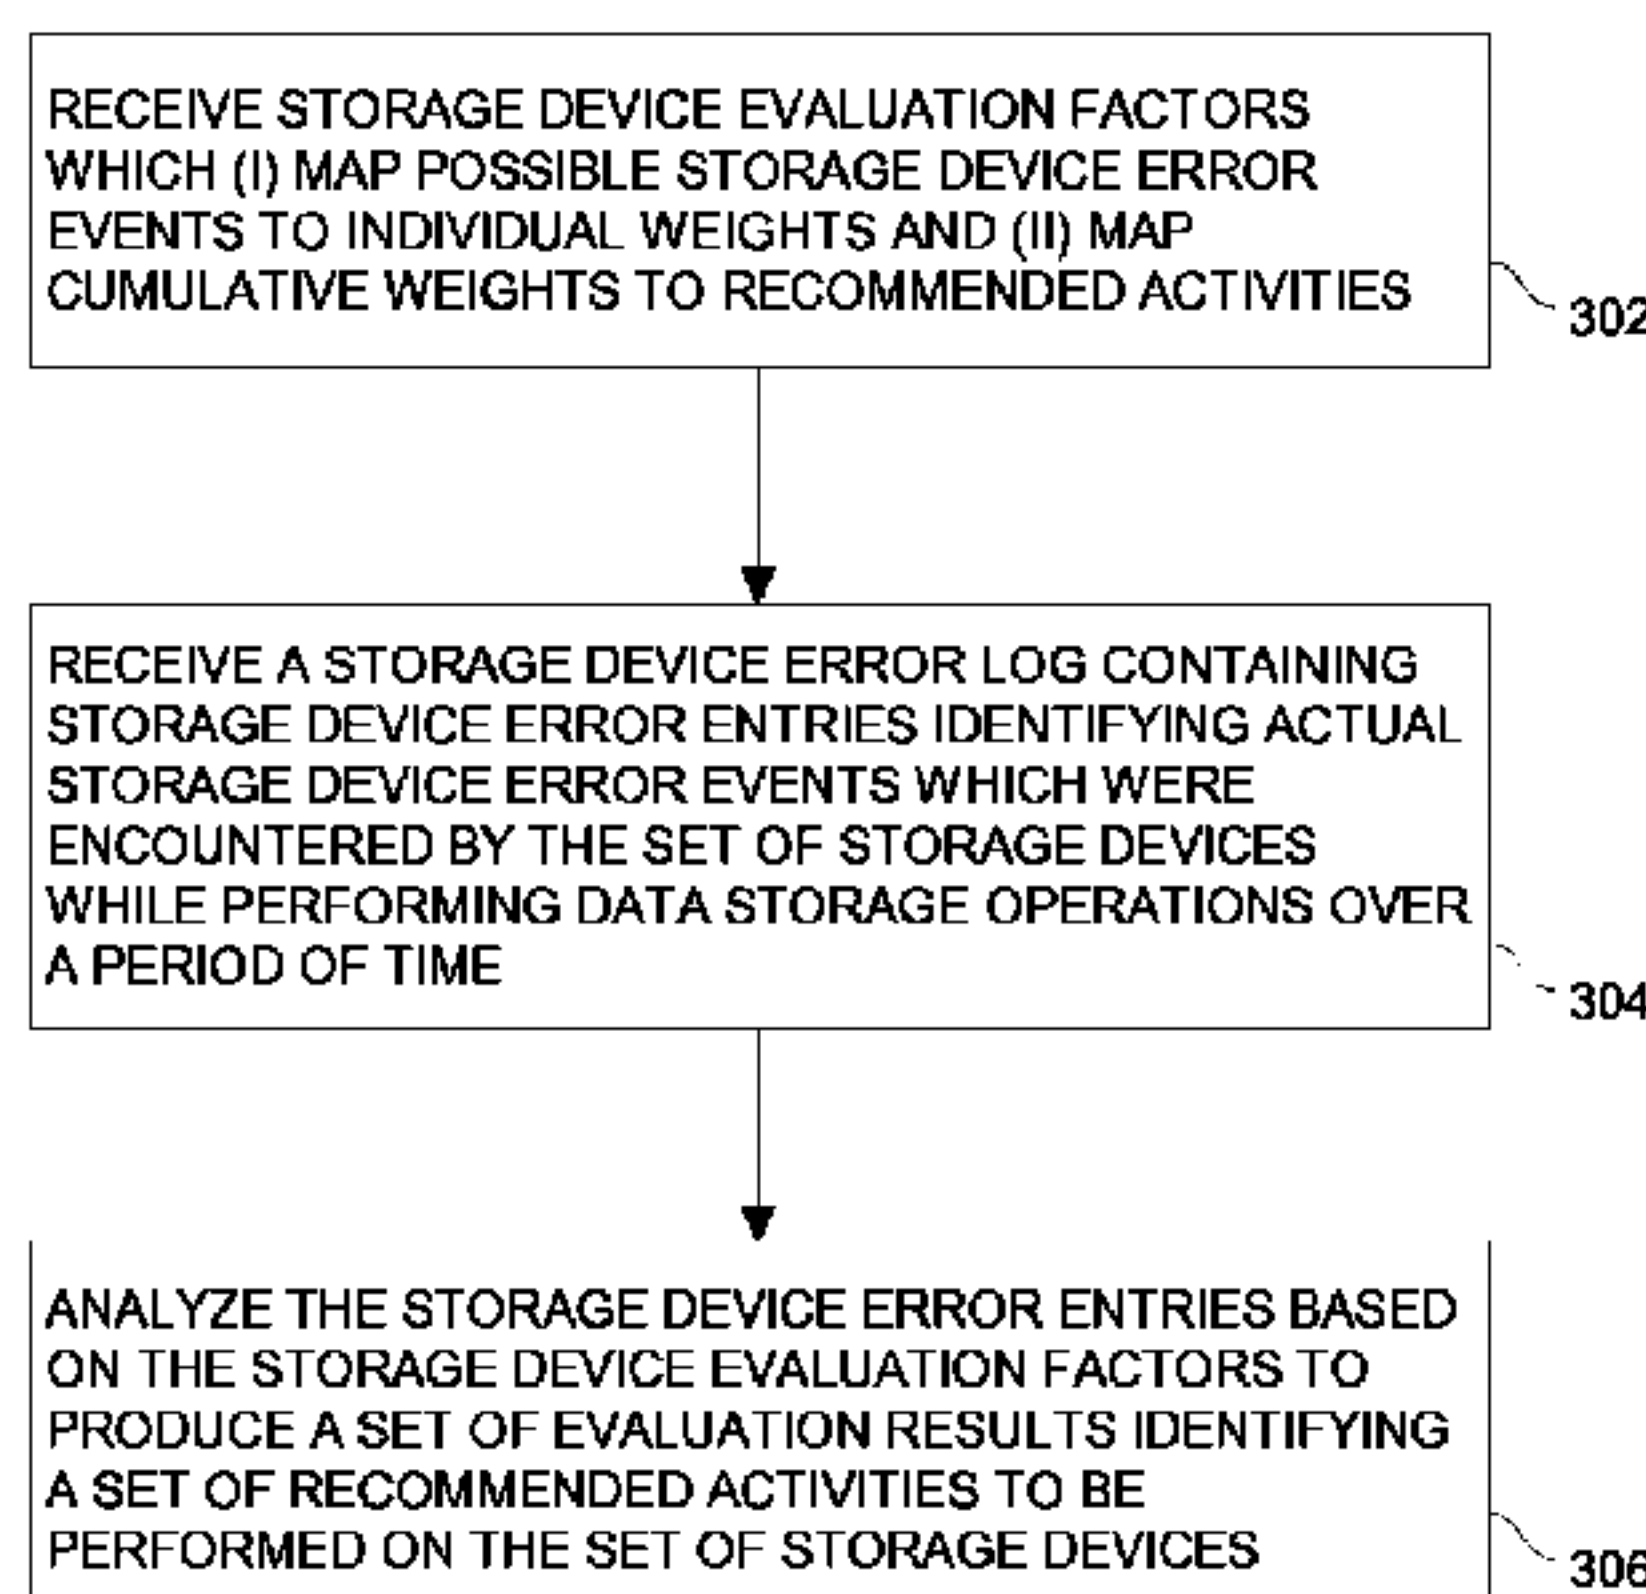 RECEIVE STORAGE DEVICE EVALUATION FACTORS
WHICH (I) MAP POSSIBLE STORAGE DEVICE ERROR
EVENTS TO INDIVIDUAL WEIGHTS AND (II) MAP
CUMULATIVE WEIGHTS TO RECOMMENDED ACTIVITIES
302
RECEIVE A STORAGE DEVICE ERROR LOG CONTAINING
STORAGE DEVICE ERROR ENTRIES IDENTIFYING ACTUAL
STORAGE DEVICE ERROR EVENTS WHICH WERE
ENCOUNTERED BY THE SET OF STORAGE DEVICES
WHILE PERFORMING DATA STORAGE OPERATIONS OVER
A PERIOD OF TIME
304
ANALYZE THE STORAGE DEVICE ERROR ENTRIES BASED
ON THE STORAGE DEVICE EVALUATION FACTORS TO
PRODUCE A SET OF EVALUATION RESULTS IDENTIFYING
A SET OF RECOMMENDED ACTIVITIES TO BE
PERFORMED ON THE SET OF STORAGE DEVICES
306